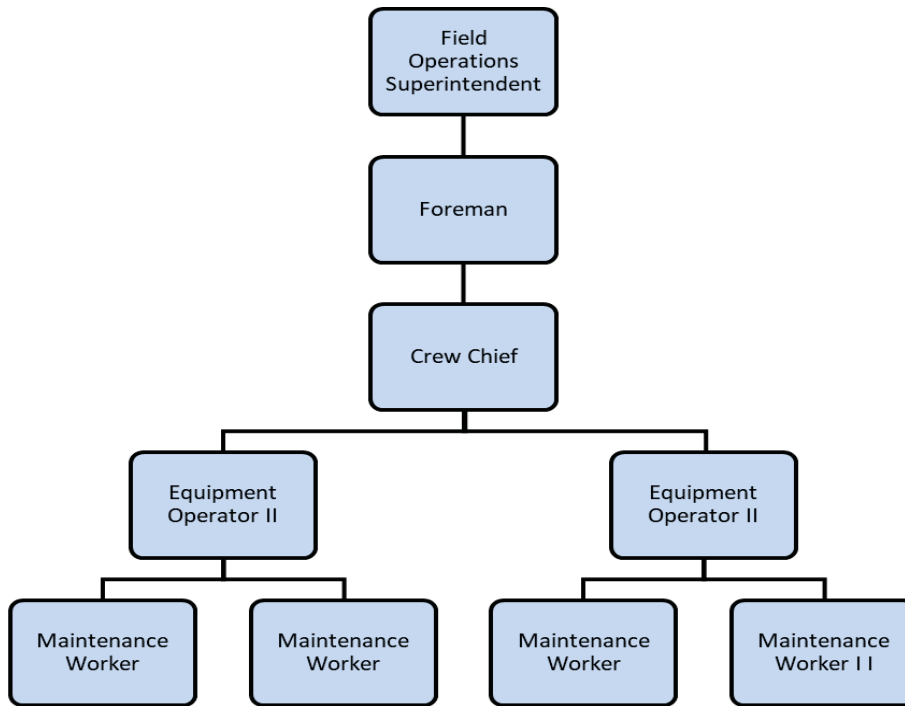 Field
Operations
Superintendent
Foreman
Crew Chief
Equipment
Operator II
Equipment
Operator II
Maintenance
Worker
Maintenance
Worker
Maintenance
Worker
Maintenance
Worker I I